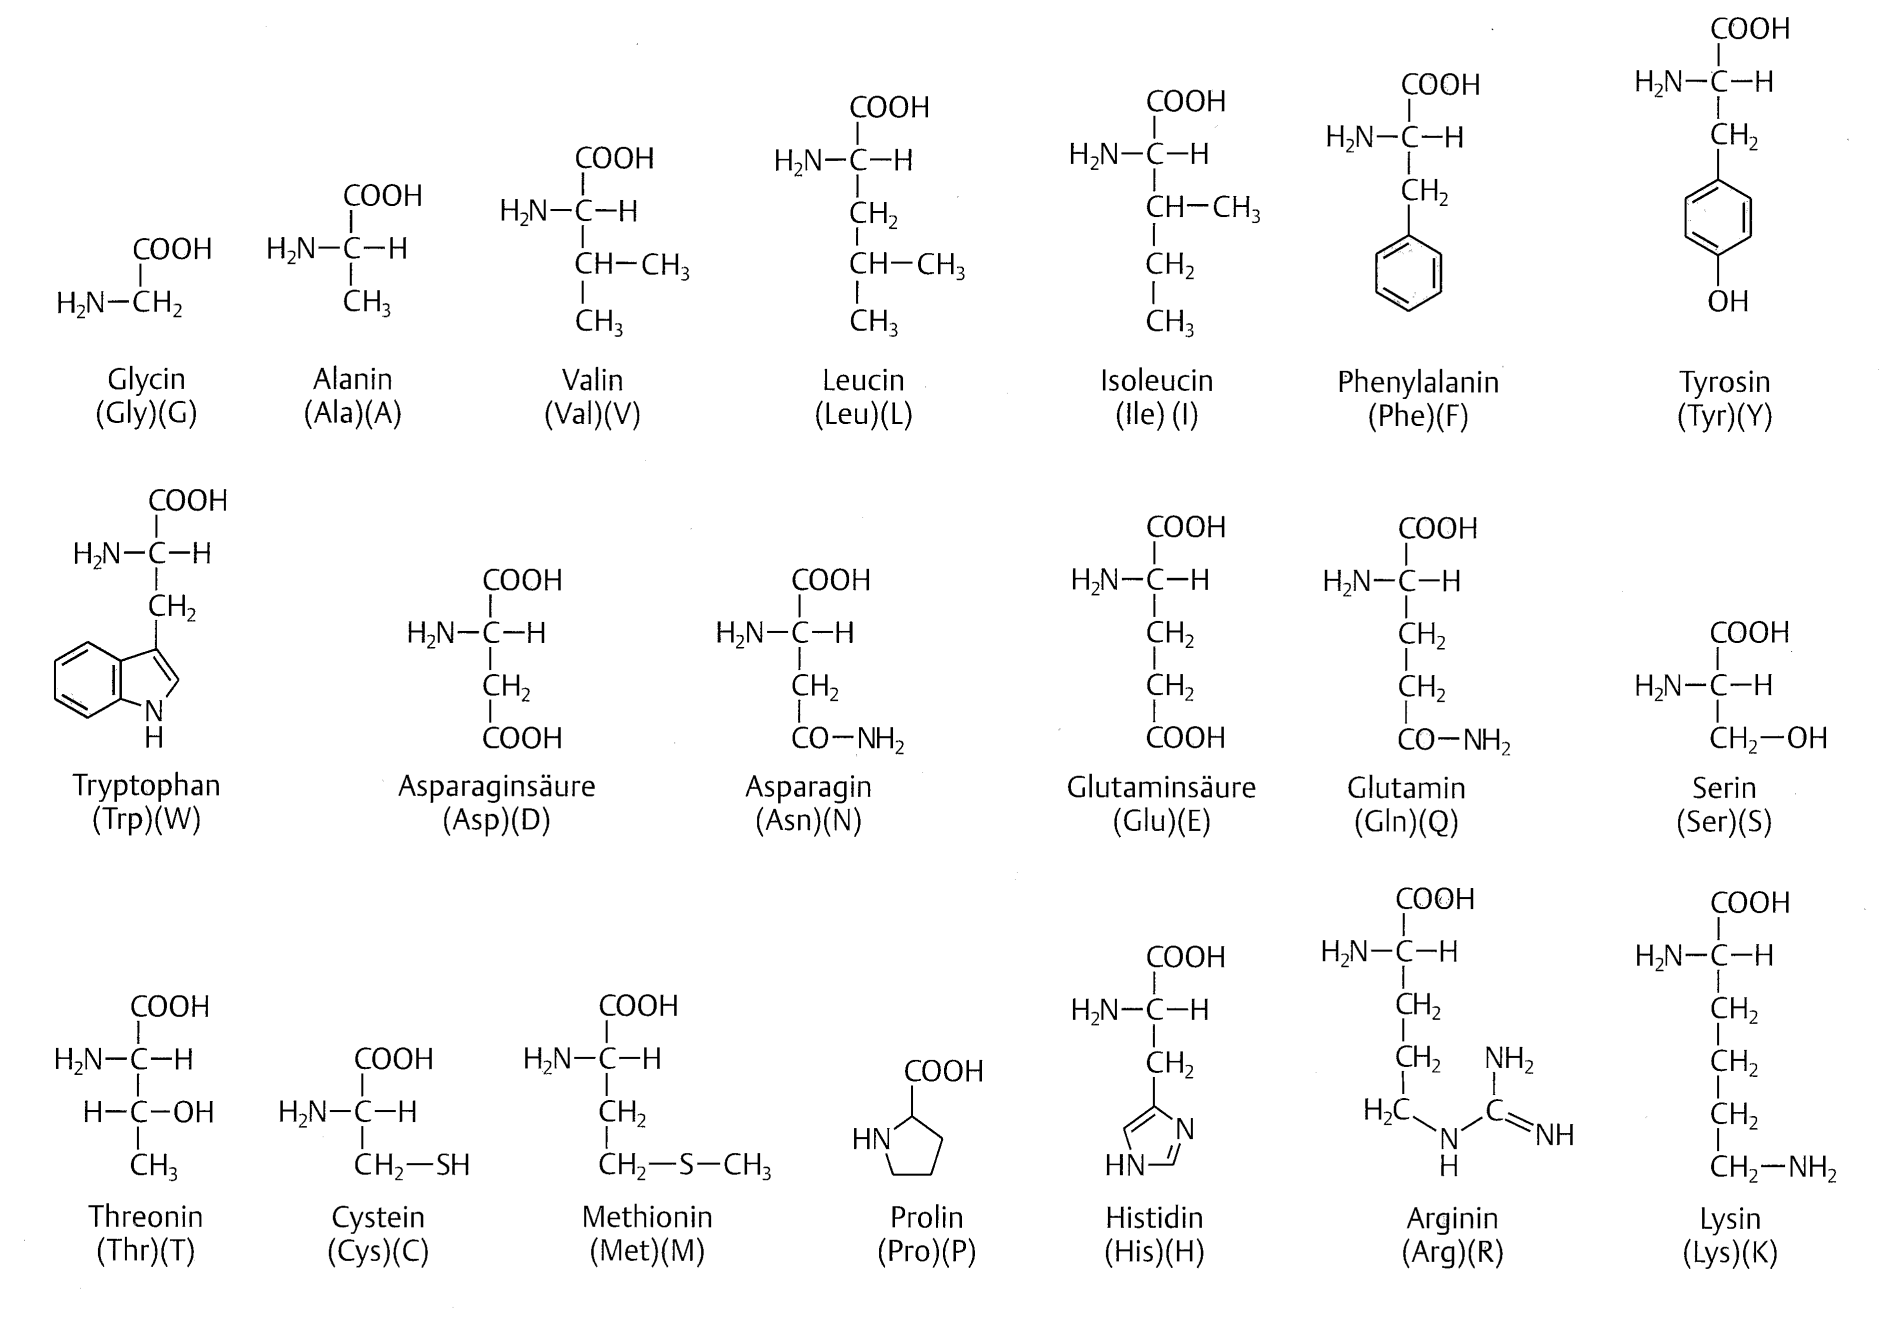 COOH
H₂N–CH₂
Glycin
(Gly)(G)
COOH
H₂N–C–H
CH₃
Alanin
(Ala)(A)
COOH
H₂N–C–H
CH–CH₃
CH₃
Valin
(Val)(V)
COOH
H₂N–C–H
CH₂
CH–CH₃
CH₃
Leucin
(Leu)(L)
COOH
H₂N–C–H
CH–CH₃
CH₂
CH₃
Isoleucin
(Ile) (I)
COOH
H₂N–C–H
CH₂
Phenylalanin
(Phe)(F)
COOH
H₂N–C–H
CH₂
OH
Tyrosin
(Tyr)(Y)
COOH
H₂N–C–H
CH₂
N
H
Tryptophan
(Trp)(W)
COOH
H₂N–C–H
CH₂
COOH
Asparaginsäure
(Asp)(D)
COOH
H₂N–C–H
CH₂
CO–NH₂
Asparagin
(Asn)(N)
COOH
H₂N–C–H
CH₂
CH₂
COOH
Glutaminsäure
(Glu)(E)
COOH
H₂N–C–H
CH₂
CH₂
CO–NH₂
Glutamin
(Gln)(Q)
COOH
H₂N–C–H
CH₂–OH
Serin
(Ser)(S)
COOH
H₂N–C–H
H–C–OH
CH₃
Threonin
(Thr)(T)
COOH
H₂N–C–H
CH₂–SH
Cystein
(Cys)(C)
COOH
H₂N–C–H
CH₂
CH₂–S–CH₃
Methionin
(Met)(M)
COOH
HN
Prolin
(Pro)(P)
COOH
H₂N–C–H
CH₂
N
HN
Histidin
(His)(H)
COOH
H₂N–C–H
CH₂
CH₂ NH₂
H₂C C
N NH
H
Arginin
(Arg)(R)
COOH
H₂N–C–H
CH₂
CH₂
CH₂
CH₂–NH₂
Lysin
(Lys)(K)